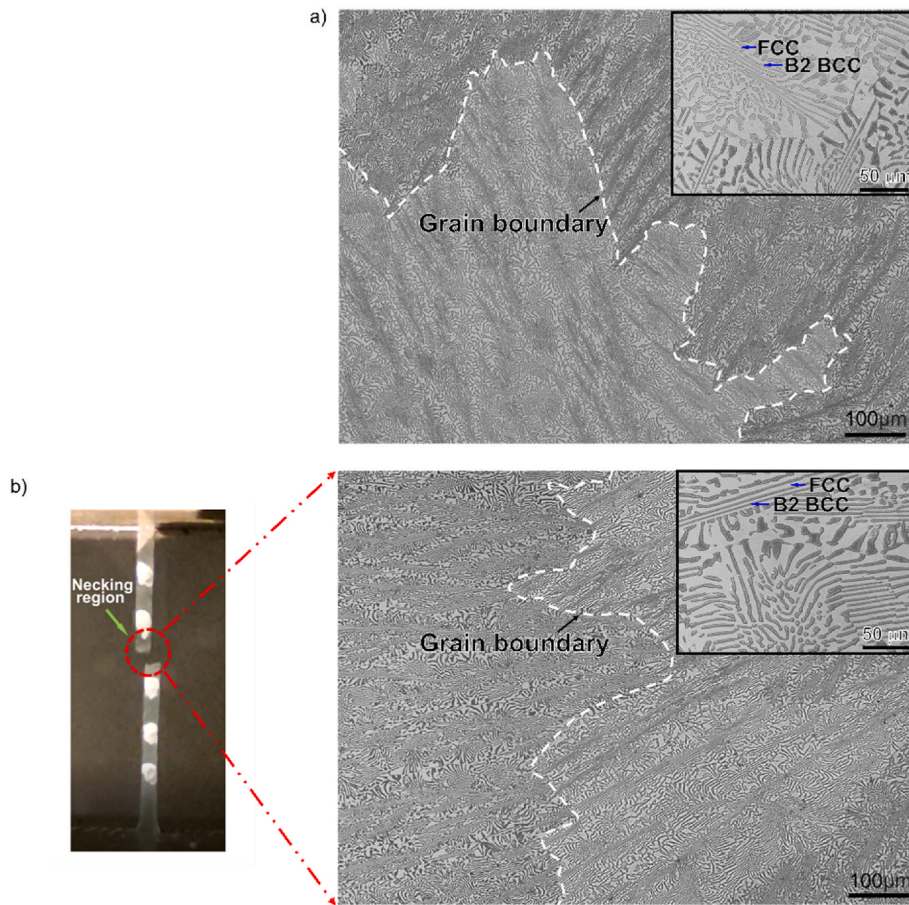 a)
FCC
B2 BCC
50 μm
Grain boundary
100μm
b)
Necking
region
FCC
B2 BCC
50 μm
Grain boundary
100μm